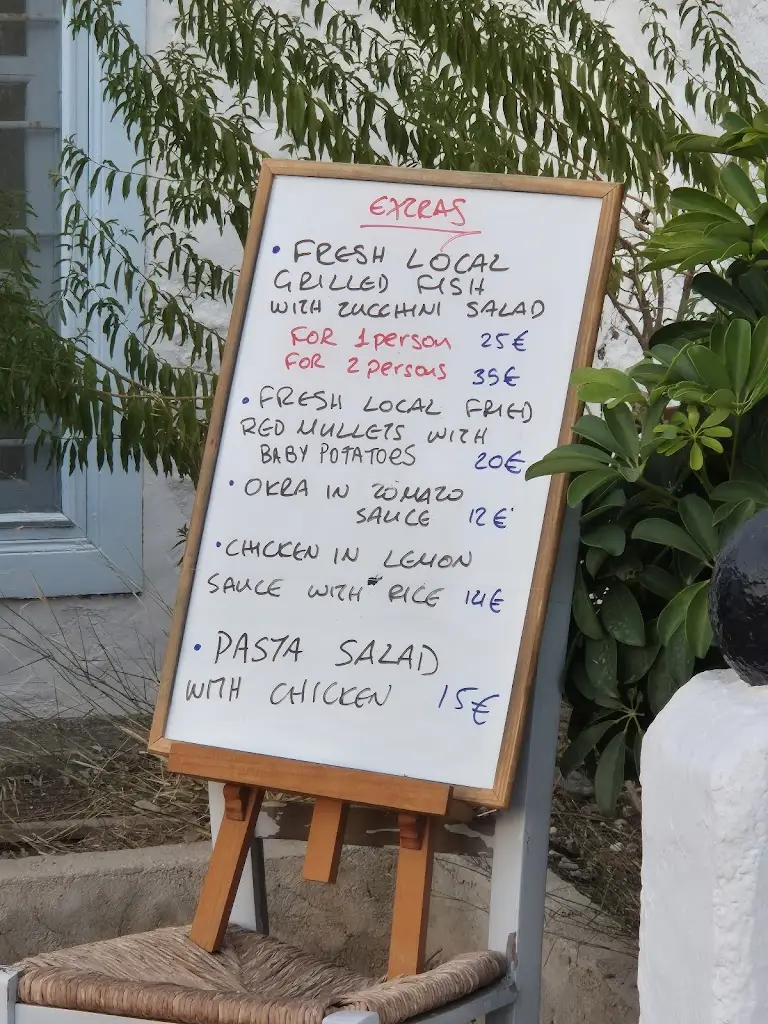 EXTRAS
• FRESH LOCAL
GRILLED FISH
WITH ZUCCHINI SALAD
FOR 1 person 25€
FOR 2 persons 35€
• FRESH LOCAL FRIED
RED MULLETS WITH
BABY POTATOES 20€
• OKRA IN TOMATO
SAUCE 12€
• CHICKEN IN LEMON
SAUCE WITH RICE 14€
• PASTA SALAD
WITH CHICKEN 15€